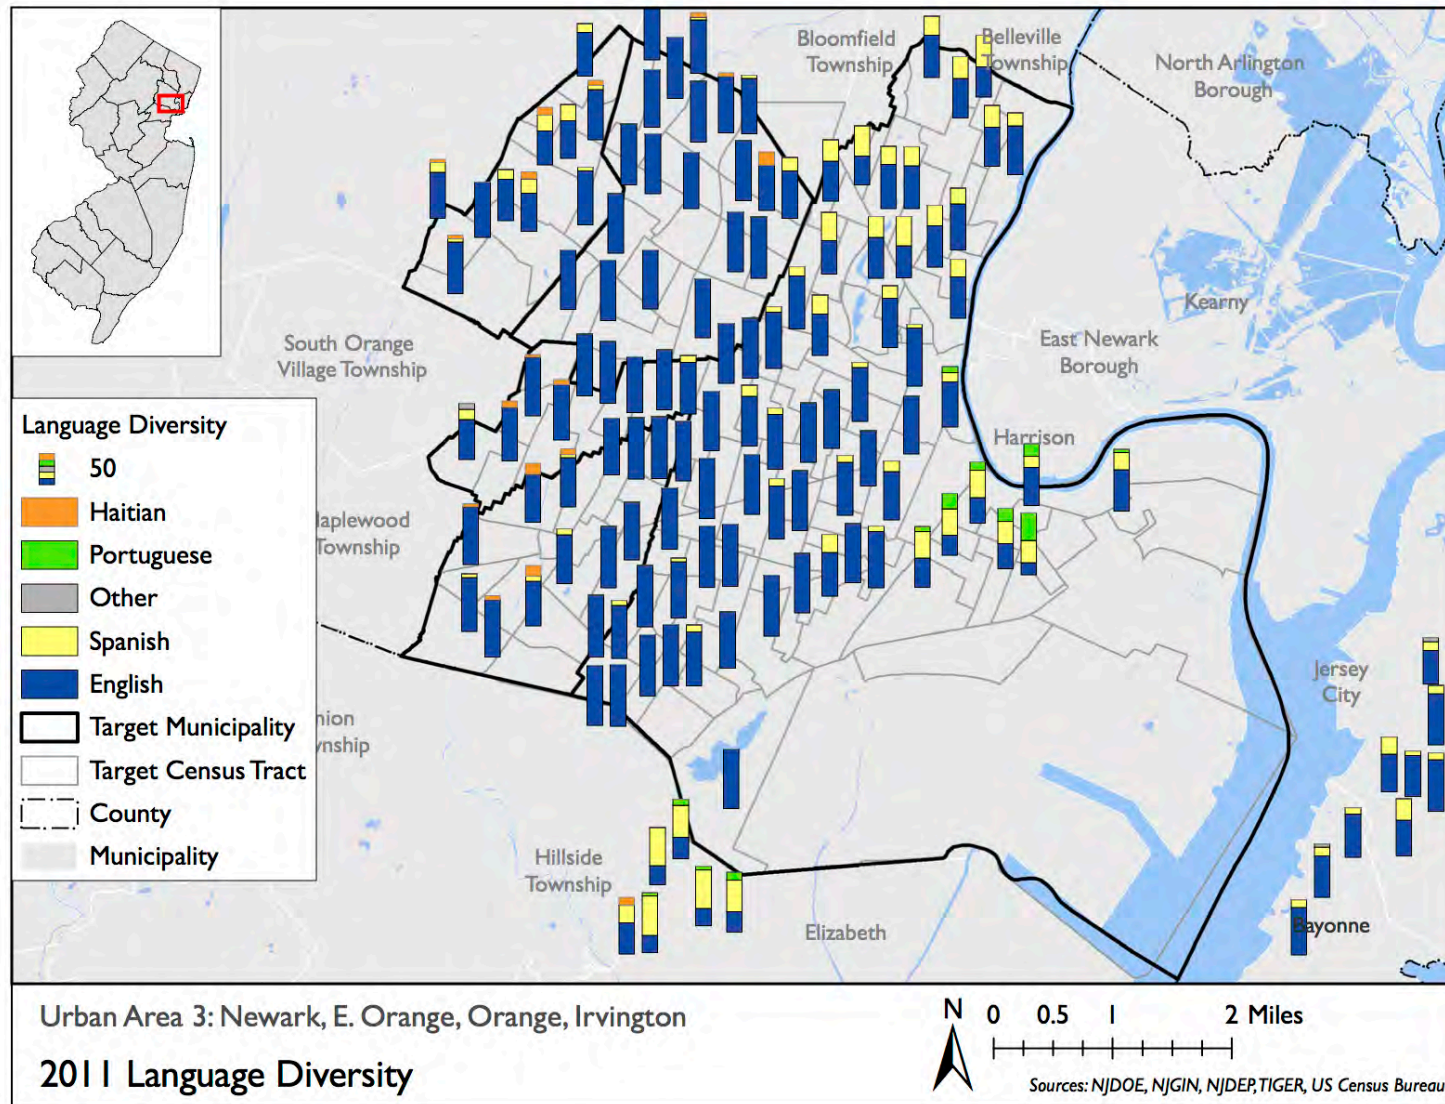 Bloomfield
Township
Belleville
Township
North Arlington
Borough
Kearny
South Orange
Village Township
East Newark
Borough
Harrison
Language Diversity
50
Haitian
Portuguese
Other
Spanish
English
Target Municipality
Target Census Tract
County
Municipality
aplewood
Township
nion
wnship
Jersey
City
Hillside
Township
Elizabeth
Bayonne
Urban Area 3: Newark, E. Orange, Orange, Irvington
2011 Language Diversity
N
0 0.5 1 2 Miles
Sources: NJDOE, NJGIN, NJDEP, TIGER, US Census Bureau